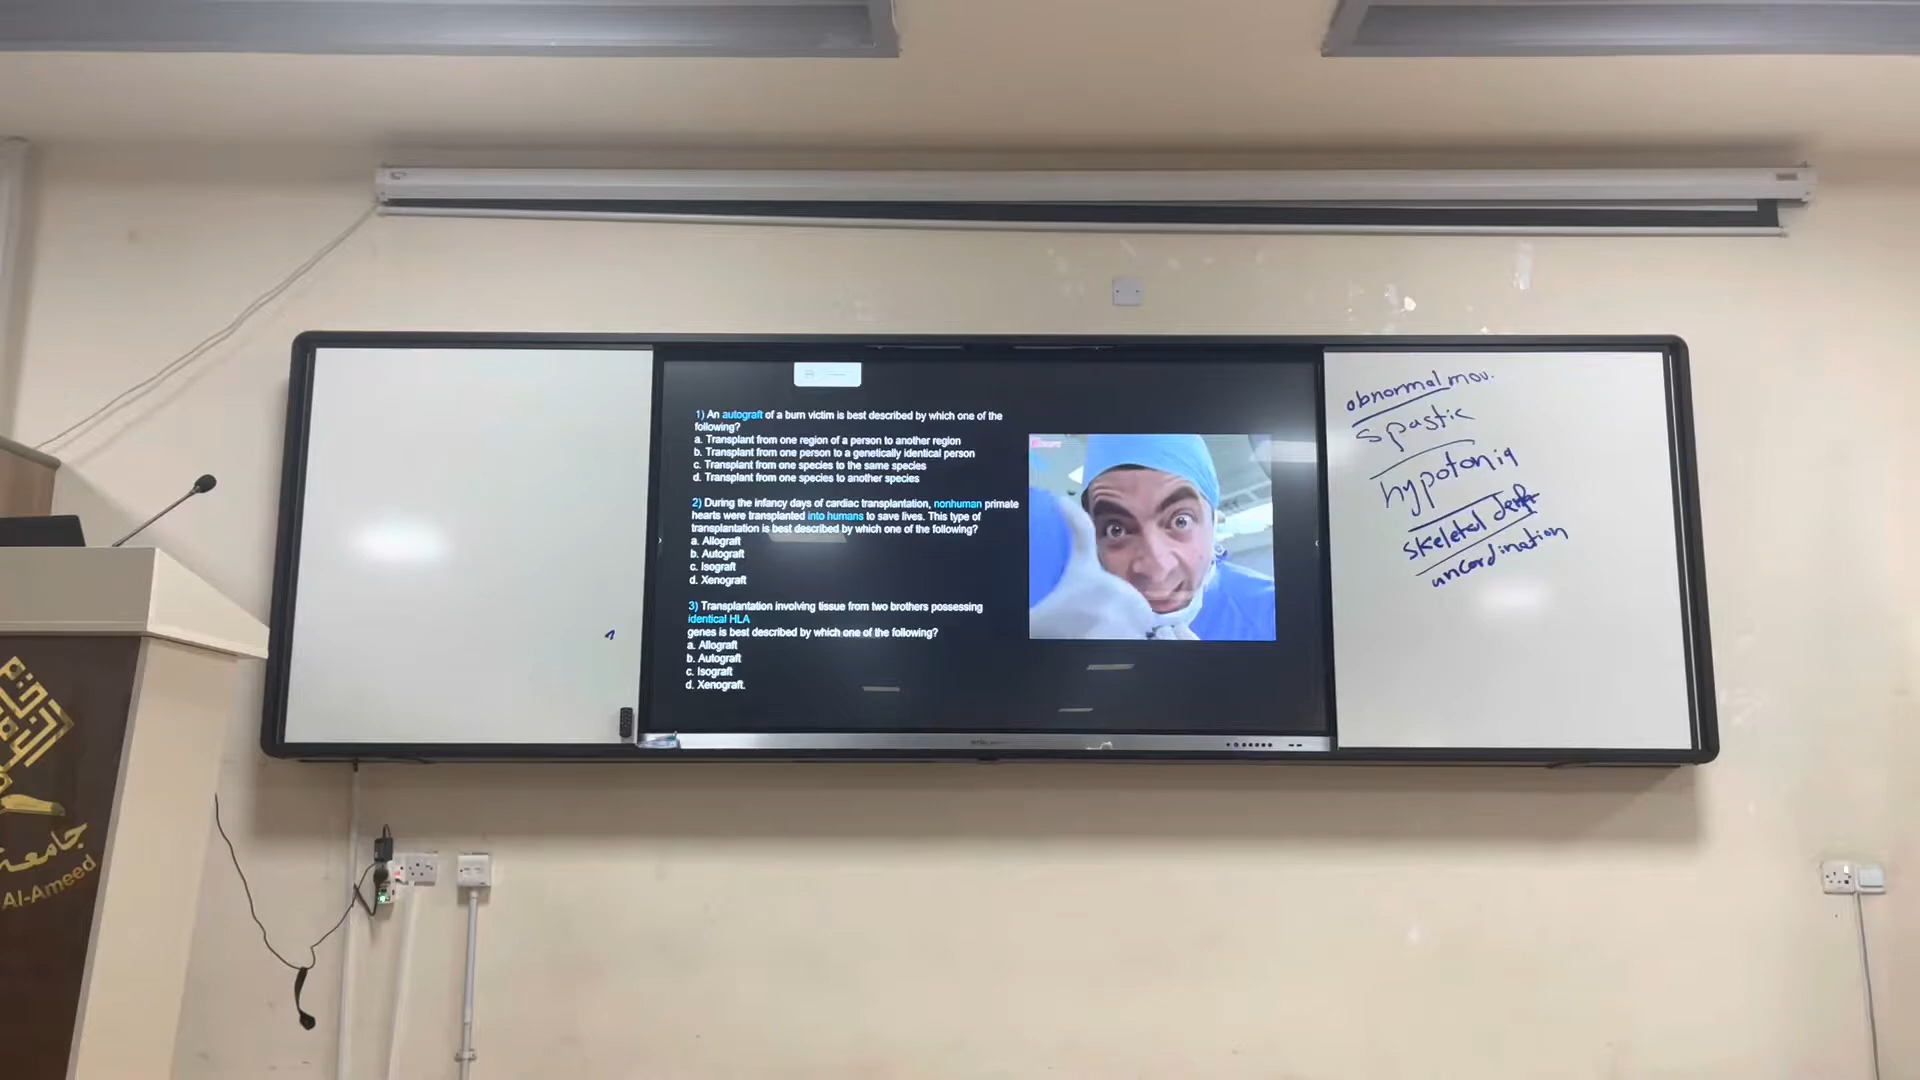 1) An autograft of a burn victim is best described by which one of the
following?
a. Transplant from one region of a person to another region
b. Transplant from one person to a genetically identical person
c. Transplant from one species to the same species
d. Transplant from one species to another species
2) During the infancy days of cardiac transplantation, nonhuman primate
hearts were transplanted into humans to save lives. This type of
transplantation is best described by which one of the following?
a. Allograft
b. Autograft
c. Isograft
d. Xenograft
3) Transplantation involving tissue from two brothers possessing
identical HLA
genes is best described by which one of the following?
a. Allograft
b. Autograft
c. Isograft
d. Xenograft.
abnormal mov.
spastic
hypotonia
skeletal
uncordination
جامعة
Al-Ameed